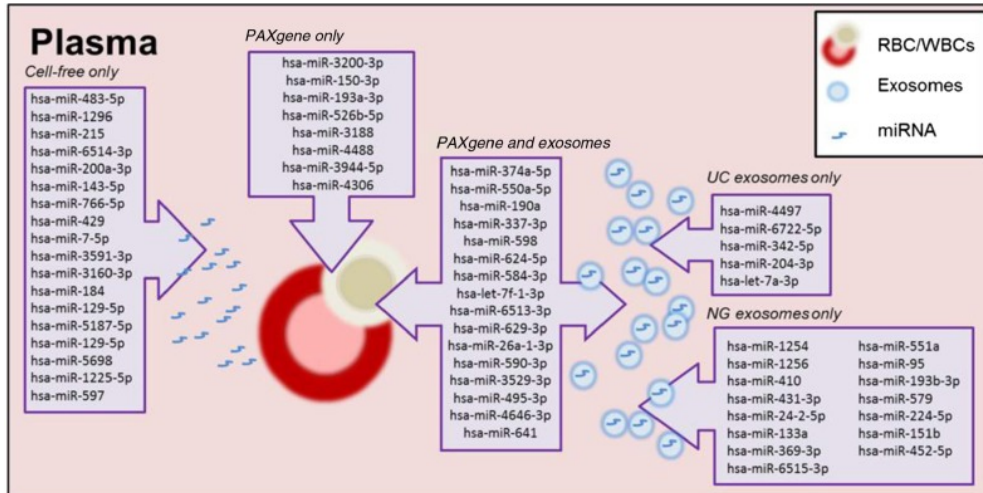 Plasma
Cell-free only
hsa-miR-483-5p
hsa-miR-1296
hsa-miR-215
hsa-miR-6514-3p
hsa-miR-200a-3p
hsa-miR-143-5p
hsa-miR-766-5p
hsa-miR-429
hsa-miR-7-5p
hsa-miR-3591-3p
hsa-miR-3160-3p
hsa-miR-184
hsa-miR-129-5p
hsa-miR-5187-5p
hsa-miR-129-5p
hsa-miR-5698
hsa-miR-1225-5p
hsa-miR-597
PAXgene only
hsa-miR-3200-3p
hsa-miR-150-3p
hsa-miR-193a-3p
hsa-miR-526b-5p
hsa-miR-3188
hsa-miR-4488
hsa-miR-3944-5p
hsa-miR-4306
PAXgene and exosomes
hsa-miR-374a-5p
hsa-miR-550a-5p
hsa-miR-190a
hsa-miR-337-3p
hsa-miR-598
hsa-miR-624-5p
hsa-miR-584-3p
hsa-let-7f-1-3p
hsa-miR-6513-3p
hsa-miR-629-3p
hsa-miR-26a-1-3p
hsa-miR-590-3p
hsa-miR-3529-3p
hsa-miR-495-3p
hsa-miR-4646-3p
hsa-miR-641
RBC/WBCs
Exosomes
miRNA
UC exosomes only
hsa-miR-4497
hsa-miR-6722-5p
hsa-miR-342-5p
hsa-miR-204-3p
hsa-let-7a-3p
NG exosomes only
hsa-miR-1254
hsa-miR-1256
hsa-miR-410
hsa-miR-431-3p
hsa-miR-24-2-5p
hsa-miR-133a
hsa-miR-369-3p
hsa-miR-6515-3p
hsa-miR-551a
hsa-miR-95
hsa-miR-193b-3p
hsa-miR-579
hsa-miR-224-5p
hsa-miR-151b
hsa-miR-452-5p